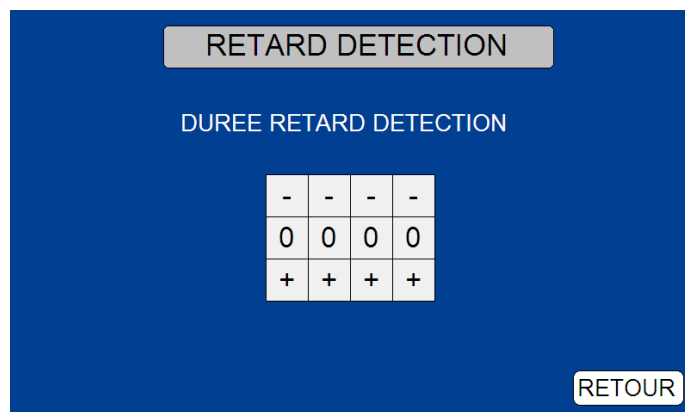 RETARD DETECTION
DUREE RETARD DETECTION
- - - -
0 0 0 0
+ + + +
RETOUR